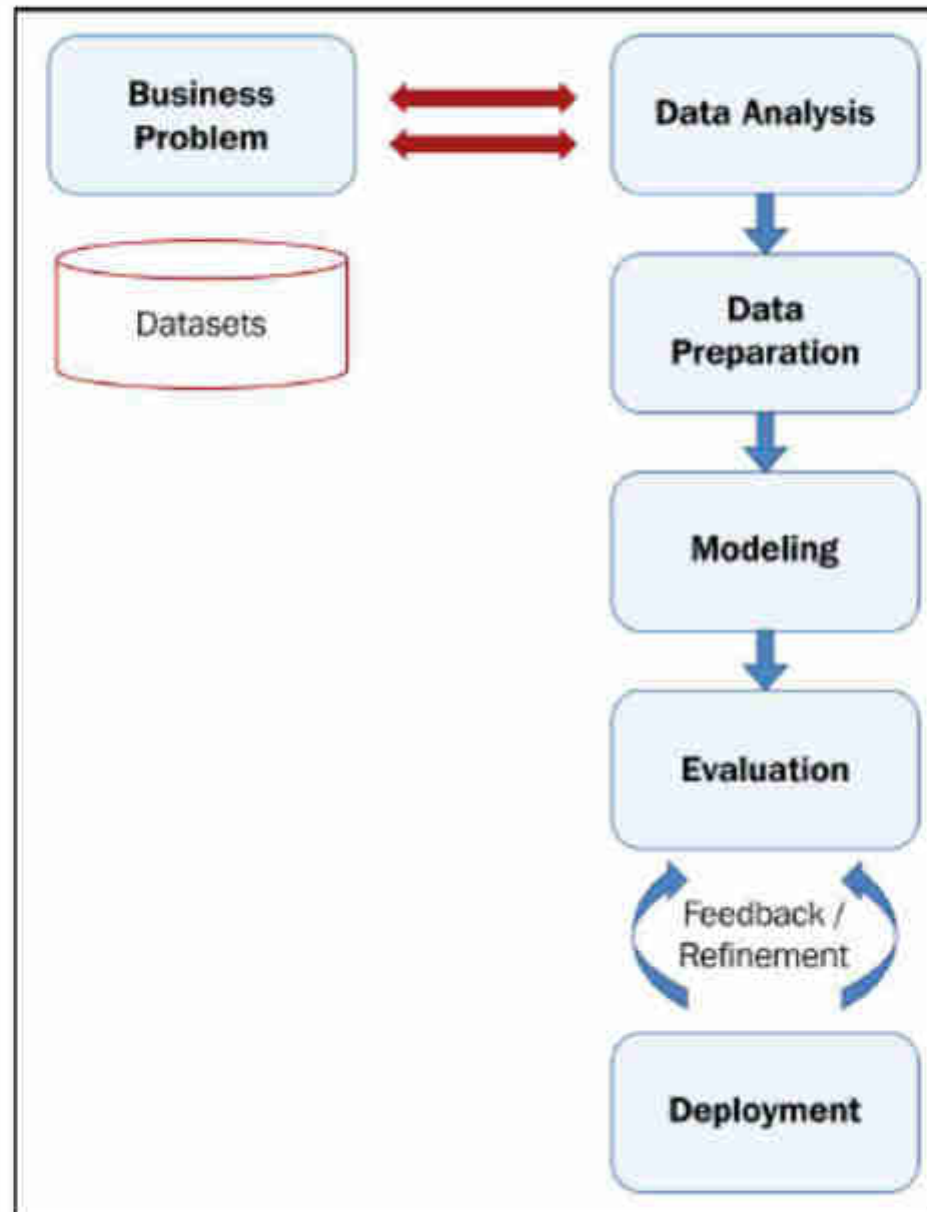 Business
Problem
Data Analysis
Datasets
Data
Preparation
Modeling
Evaluation
Feedback /
Refinement
Deployment